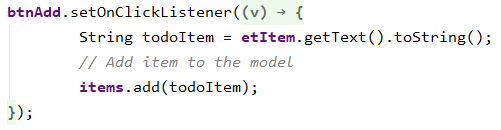 btnAdd.setOnClickListener((v) → {
String todoItem = etItem.getText().toString();
// Add item to the model
items.add(todoItem);
});